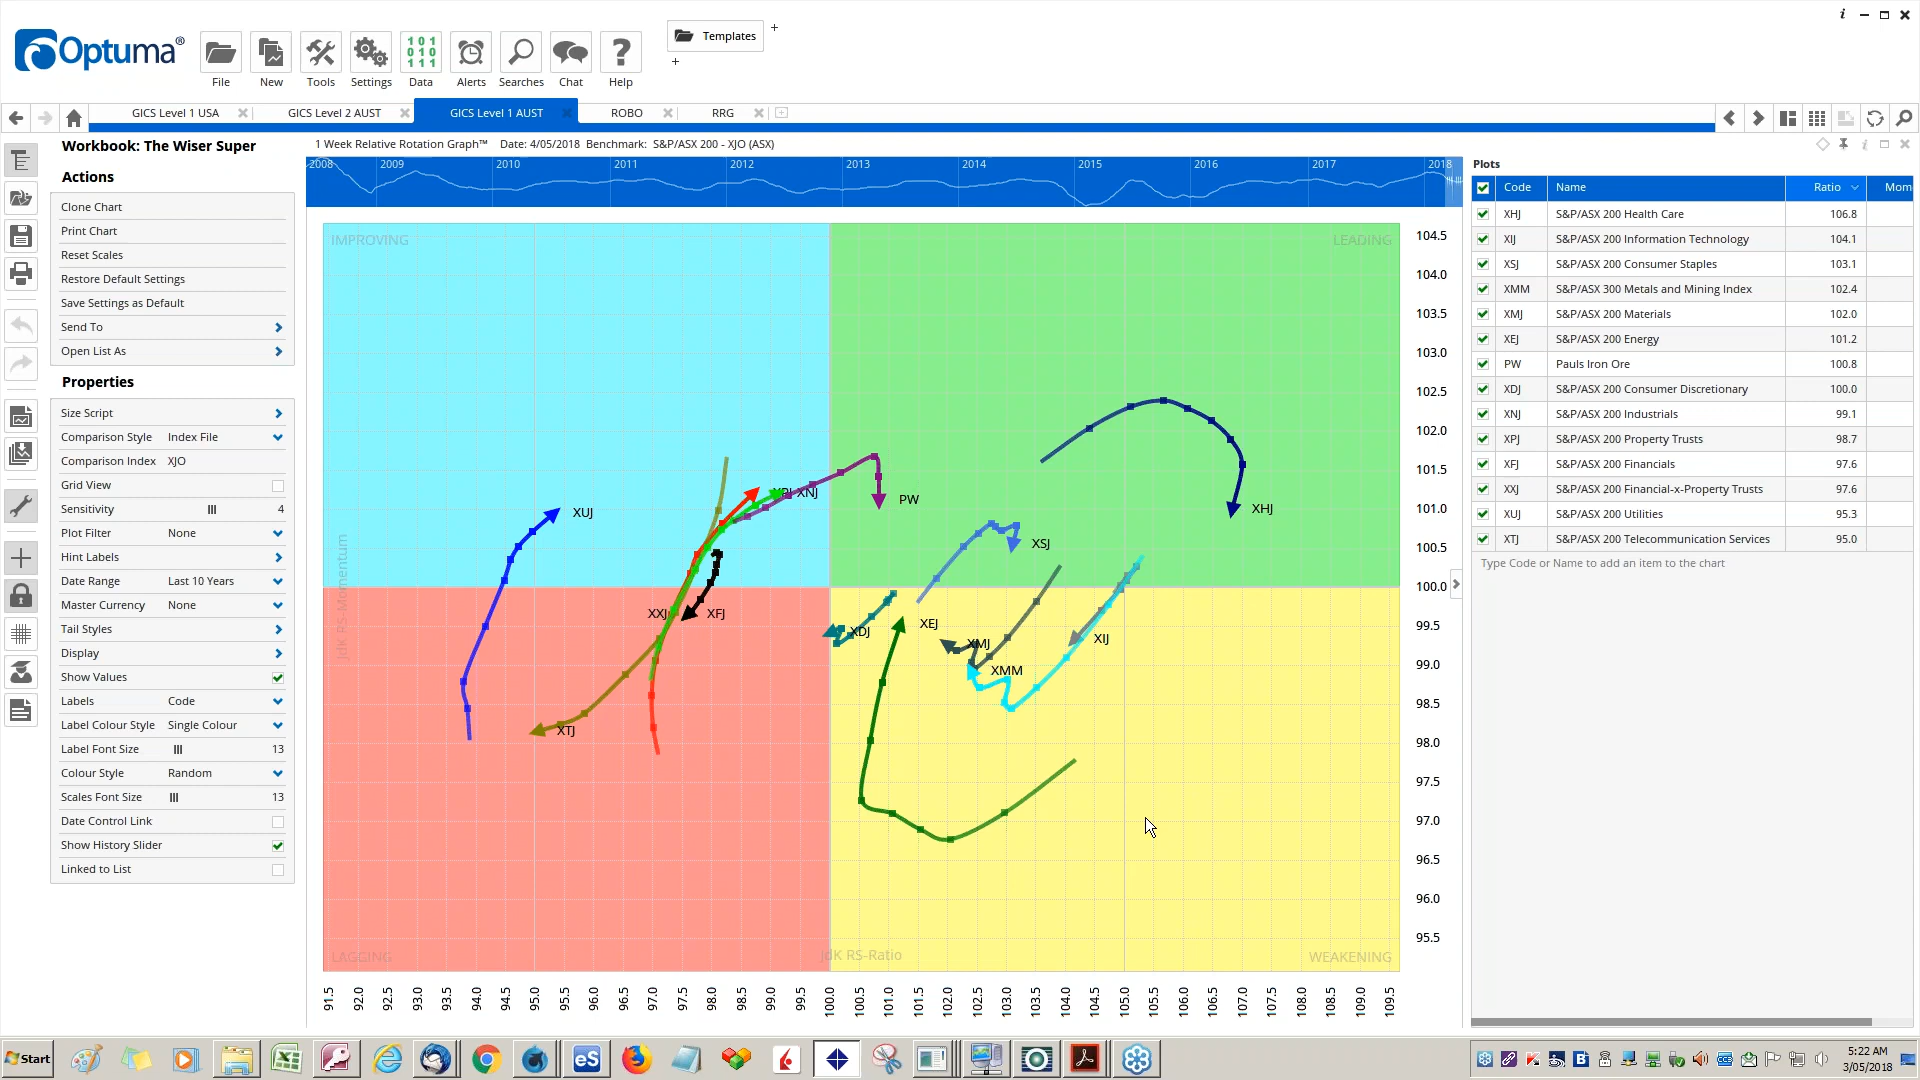 i
Optuma®
Templates
File
New
Tools
Settings
Data
Alerts
Searches
Chat
Help
GICS Level 1 USA
GICS Level 2 AUST
GICS Level 1 AUST
ROBO
RRG
Workbook: The Wiser Super
Actions
Clone Chart
Print Chart
Reset Scales
Restore Default Settings
Save Settings as Default
Send To
Open List As
Properties
Size Script
Comparison Style Index File
Comparison Index XJO
Grid View
Sensitivity 4
Plot Filter None
Hint Labels
Date Range Last 10 Years
Master Currency None
Tail Styles
Display
Show Values
Labels Code
Label Colour Style Single Colour
Label Font Size 13
Colour Style Random
Scales Font Size 13
Date Control Link
Show History Slider
Linked to List
1 Week Relative Rotation Graph™ Date: 4/05/2018 Benchmark: S&P/ASX 200 - XJO (ASX)
2008 2009 2010 2011 2012 2013 2014 2015 2016 2017 2018
IMPROVING
LEADING
LAGGING
WEAKENING
JdK RS-Momentum
JdK RS-Ratio
XUJ
XPJ
XNJ
PW
XHJ
XSJ
XXJ
XFJ
XDJ
XEJ
XMJ
XIJ
XMM
XTJ
104.5
104.0
103.5
103.0
102.5
102.0
101.5
101.0
100.5
100.0
99.5
99.0
98.5
98.0
97.5
97.0
96.5
96.0
95.5
91.5 92.0 92.5 93.0 93.5 94.0 94.5 95.0 95.5 96.0 96.5 97.0 97.5 98.0 98.5 99.0 99.5 100.0 100.5 101.0 101.5 102.0 102.5 103.0 103.5 104.0 104.5 105.0 105.5 106.0 106.5 107.0 107.5 108.0 108.5 109.0 109.5
Plots
Code Name Ratio Mom
XHJ S&P/ASX 200 Health Care 106.8
XIJ S&P/ASX 200 Information Technology 104.1
XSJ S&P/ASX 200 Consumer Staples 103.1
XMM S&P/ASX 300 Metals and Mining Index 102.4
XMJ S&P/ASX 200 Materials 102.0
XEJ S&P/ASX 200 Energy 101.2
PW Pauls Iron Ore 100.8
XDJ S&P/ASX 200 Consumer Discretionary 100.0
XNJ S&P/ASX 200 Industrials 99.1
XPJ S&P/ASX 200 Property Trusts 98.7
XFJ S&P/ASX 200 Financials 97.6
XXJ S&P/ASX 200 Financial-x-Property Trusts 97.6
XUJ S&P/ASX 200 Utilities 95.3
XTJ S&P/ASX 200 Telecommunication Services 95.0
Type Code or Name to add an item to the chart
Start
eS
5:22 AM
3/05/2018